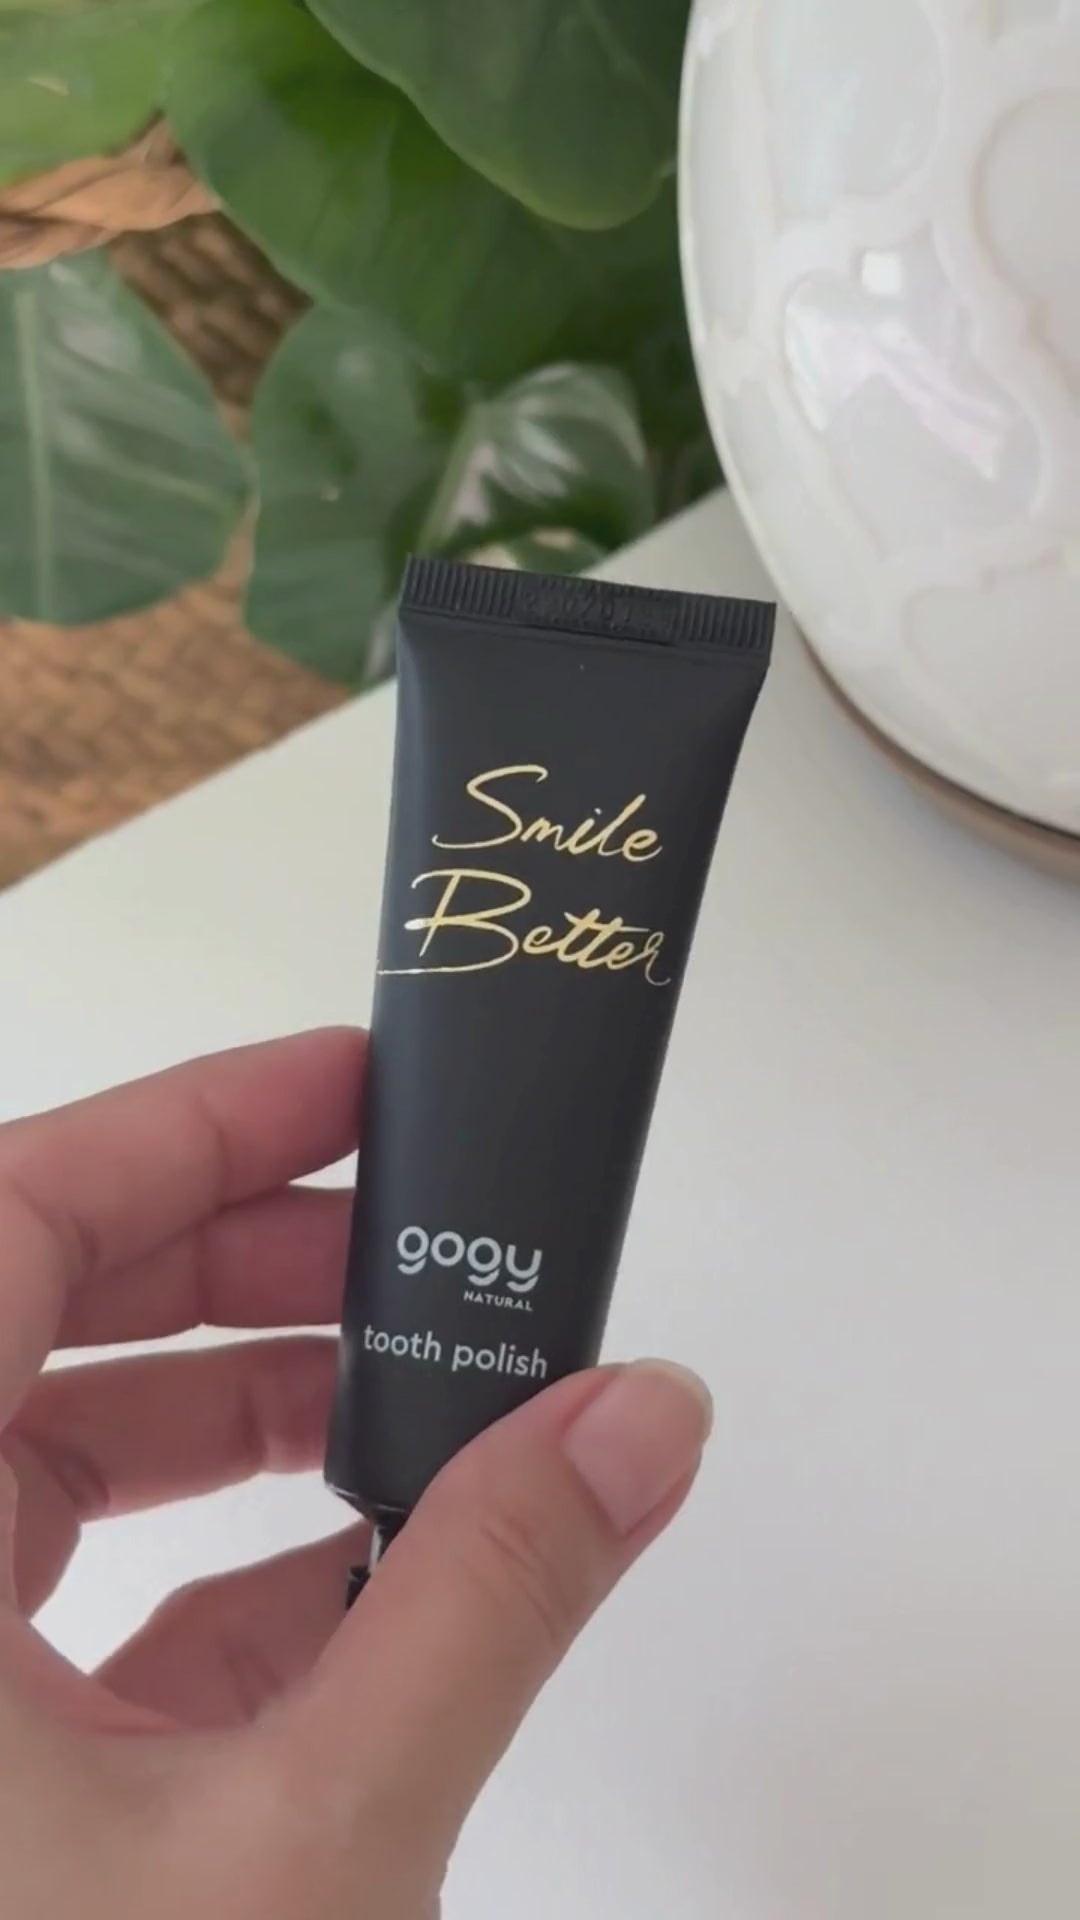 Smile
Better
gogy
NATURAL
tooth polish